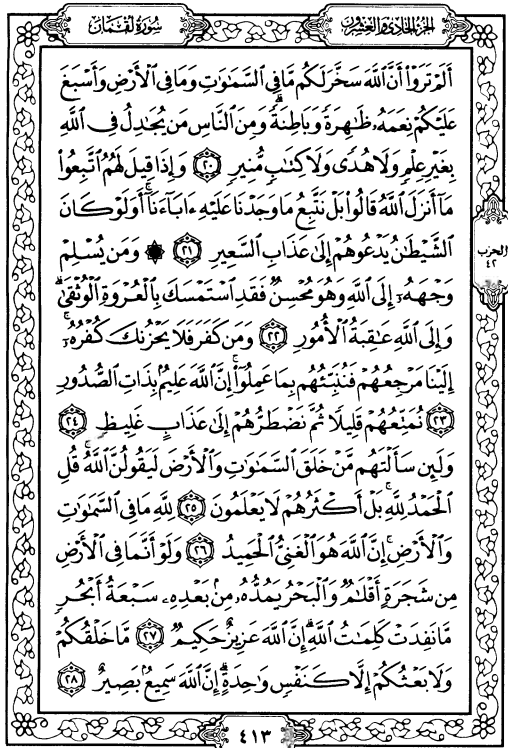 سُورَةُ لُقْمَان
الجزء الحادي والعشرون
أَلَمْ تَرَوْا۟ أَنَّ ٱللَّهَ سَخَّرَ لَكُم مَّا فِى ٱلسَّمَٰوَٰتِ وَمَا فِى ٱلْأَرْضِ وَأَسْبَغَ
عَلَيْكُمْ نِعَمَهُۥ ظَٰهِرَةً وَبَاطِنَةً ۗ وَمِنَ ٱلنَّاسِ مَن يُجَٰدِلُ فِى ٱللَّهِ
بِغَيْرِ عِلْمٍ وَلَا هُدًى وَلَا كِتَٰبٍ مُّنِيرٍ ٢٠ وَإِذَا قِيلَ لَهُمُ ٱتَّبِعُوا۟
مَآ أَنزَلَ ٱللَّهُ قَالُوا۟ بَلْ نَتَّبِعُ مَا وَجَدْنَا عَلَيْهِ ءَابَآءَنَآ ۚ أَوَلَوْ كَانَ
ٱلشَّيْطَٰنُ يَدْعُوهُمْ إِلَىٰ عَذَابِ ٱلسَّعِيرِ ٢١ ۞ وَمَن يُسْلِمْ
وَجْهَهُۥٓ إِلَى ٱللَّهِ وَهُوَ مُحْسِنٌ فَقَدِ ٱسْتَمْسَكَ بِٱلْعُرْوَةِ ٱلْوُثْقَىٰ ۗ
وَإِلَى ٱللَّهِ عَٰقِبَةُ ٱلْأُمُورِ ٢٢ وَمَن كَفَرَ فَلَا يَحْزُنكَ كُفْرُهُۥٓ ۚ
إِلَيْنَا مَرْجِعُهُمْ فَنُنَبِّئُهُم بِمَا عَمِلُوٓا۟ ۚ إِنَّ ٱللَّهَ عَلِيمٌۢ بِذَاتِ ٱلصُّدُورِ
٢٣ نُمَتِّعُهُمْ قَلِيلًا ثُمَّ نَضْطَرُّهُمْ إِلَىٰ عَذَابٍ غَلِيظٍ ٢٤
وَلَئِن سَأَلْتَهُم مَّنْ خَلَقَ ٱلسَّمَٰوَٰتِ وَٱلْأَرْضَ لَيَقُولُنَّ ٱللَّهُ ۚ قُلِ
ٱلْحَمْدُ لِلَّهِ ۚ بَلْ أَكْثَرُهُمْ لَا يَعْلَمُونَ ٢٥ لِلَّهِ مَا فِى ٱلسَّمَٰوَٰتِ
وَٱلْأَرْضِ ۚ إِنَّ ٱللَّهَ هُوَ ٱلْغَنِىُّ ٱلْحَمِيدُ ٢٦ وَلَوْ أَنَّمَا فِى ٱلْأَرْضِ
مِن شَجَرَةٍ أَقْلَٰمٌ وَٱلْبَحْرُ يَمُدُّهُۥ مِنۢ بَعْدِهِۦ سَبْعَةُ أَبْحُرٍ
مَّا نَفِدَتْ كَلِمَٰتُ ٱللَّهِ ۗ إِنَّ ٱللَّهَ عَزِيزٌ حَكِيمٌ ٢٧ مَّا خَلْقُكُمْ
وَلَا بَعْثُكُمْ إِلَّا كَنَفْسٍ وَٰحِدَةٍ ۗ إِنَّ ٱللَّهَ سَمِيعٌۢ بَصِيرٌ ٢٨
الحزب
٤٢
٤١٣